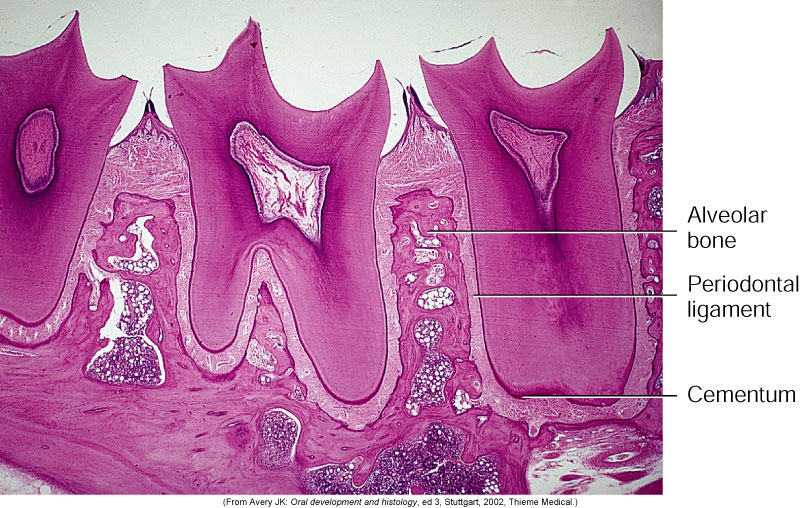 Alveolar
bone
Periodontal
ligament
Cementum
(From Avery JK: Oral development and histology, ed 3, Stuttgart, 2002, Thieme Medical.)